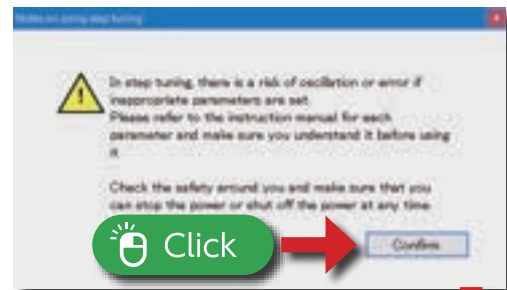 Notes on using step tuning
In step tuning, there is a risk of oscillation or error if
inappropriate parameters are set.
Please refer to the instruction manual for each
parameter and make sure you understand it before using
it.
Check the safety around you and make sure that you
can stop the power or shut off the power at any time.
Click
Confirm